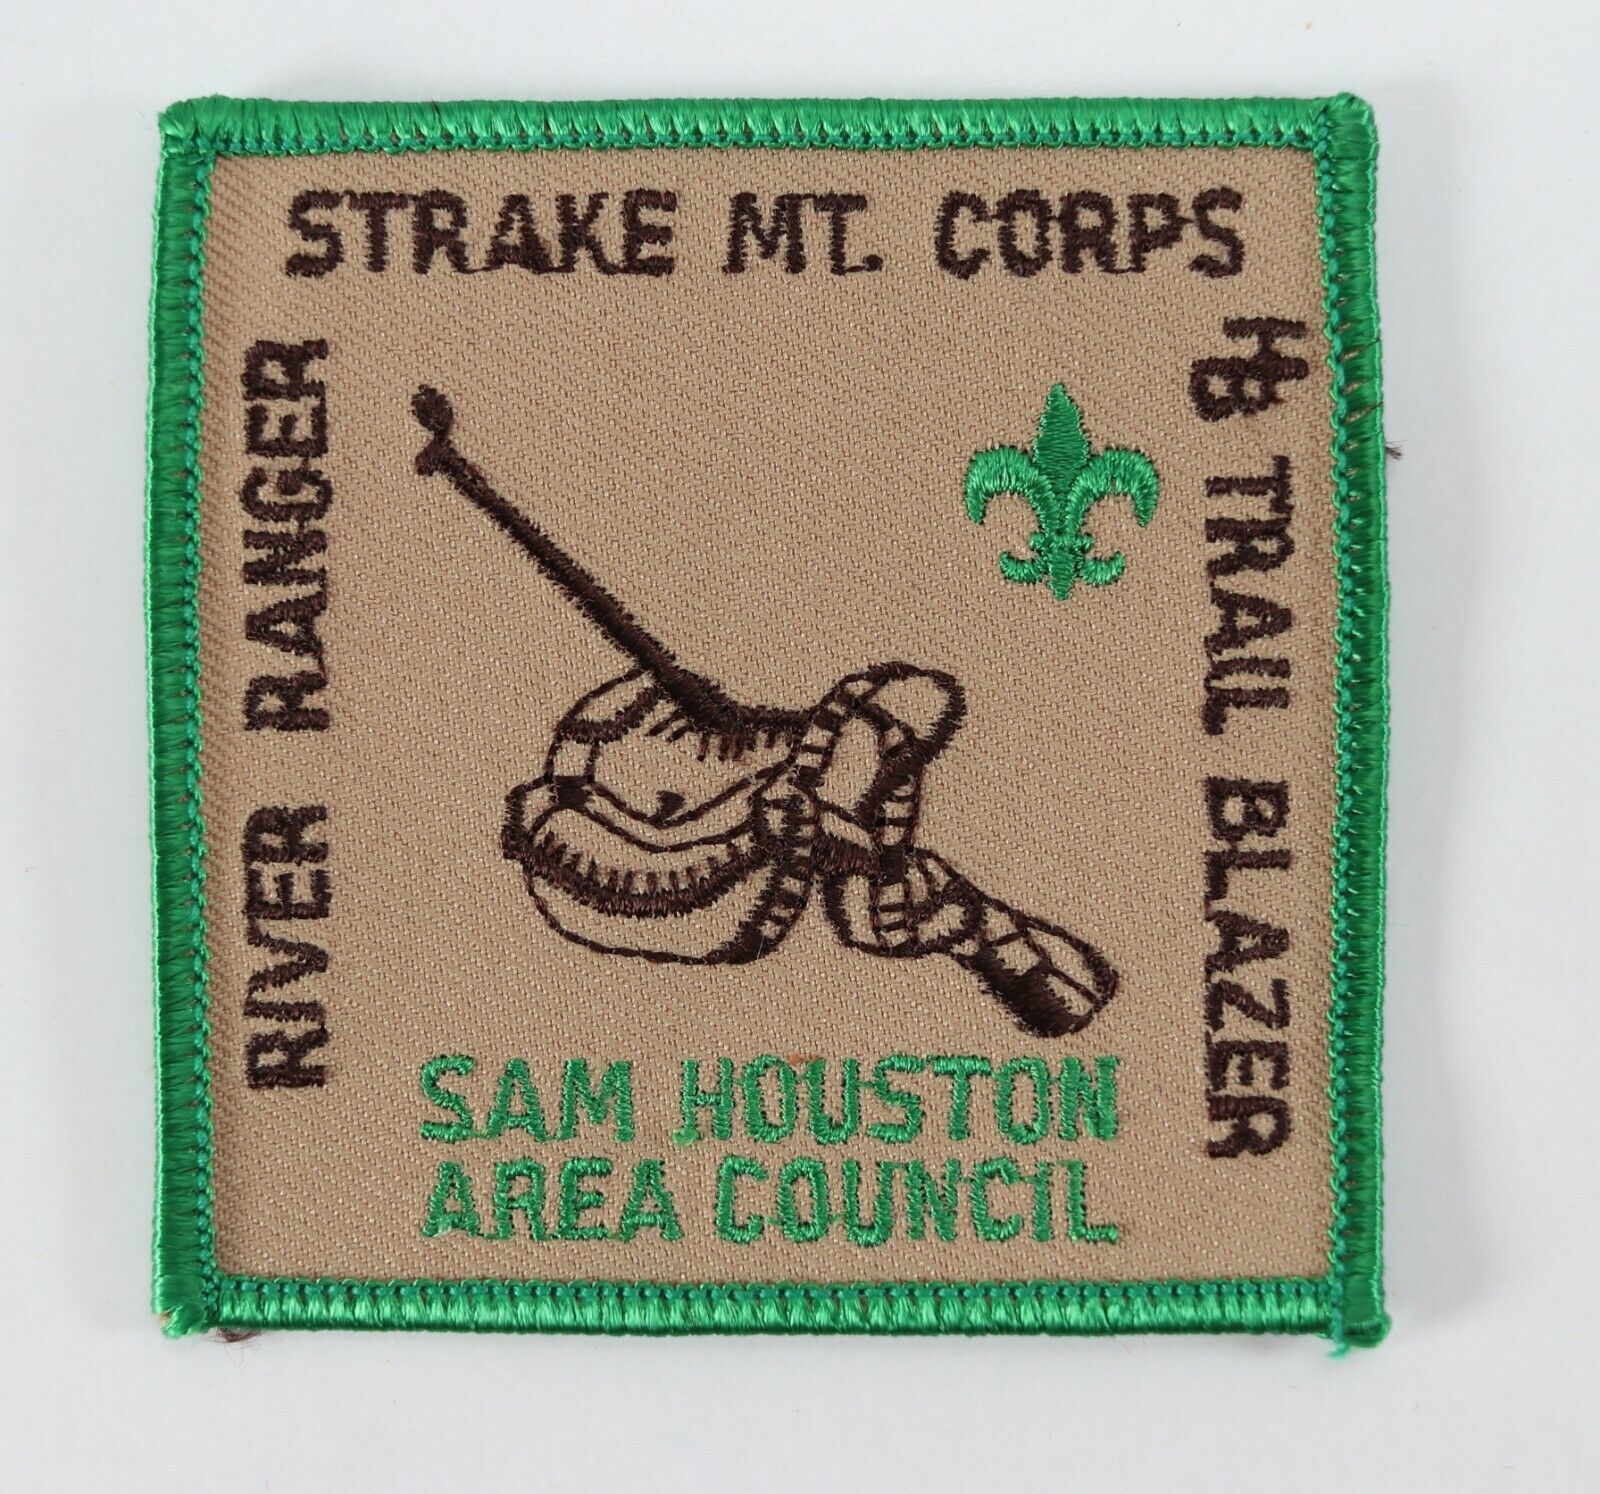 STRAKE MT. CORPS
RIVER RANGER
HB TRAIL BLAZER
SAM HOUSTON
AREA COUNCIL